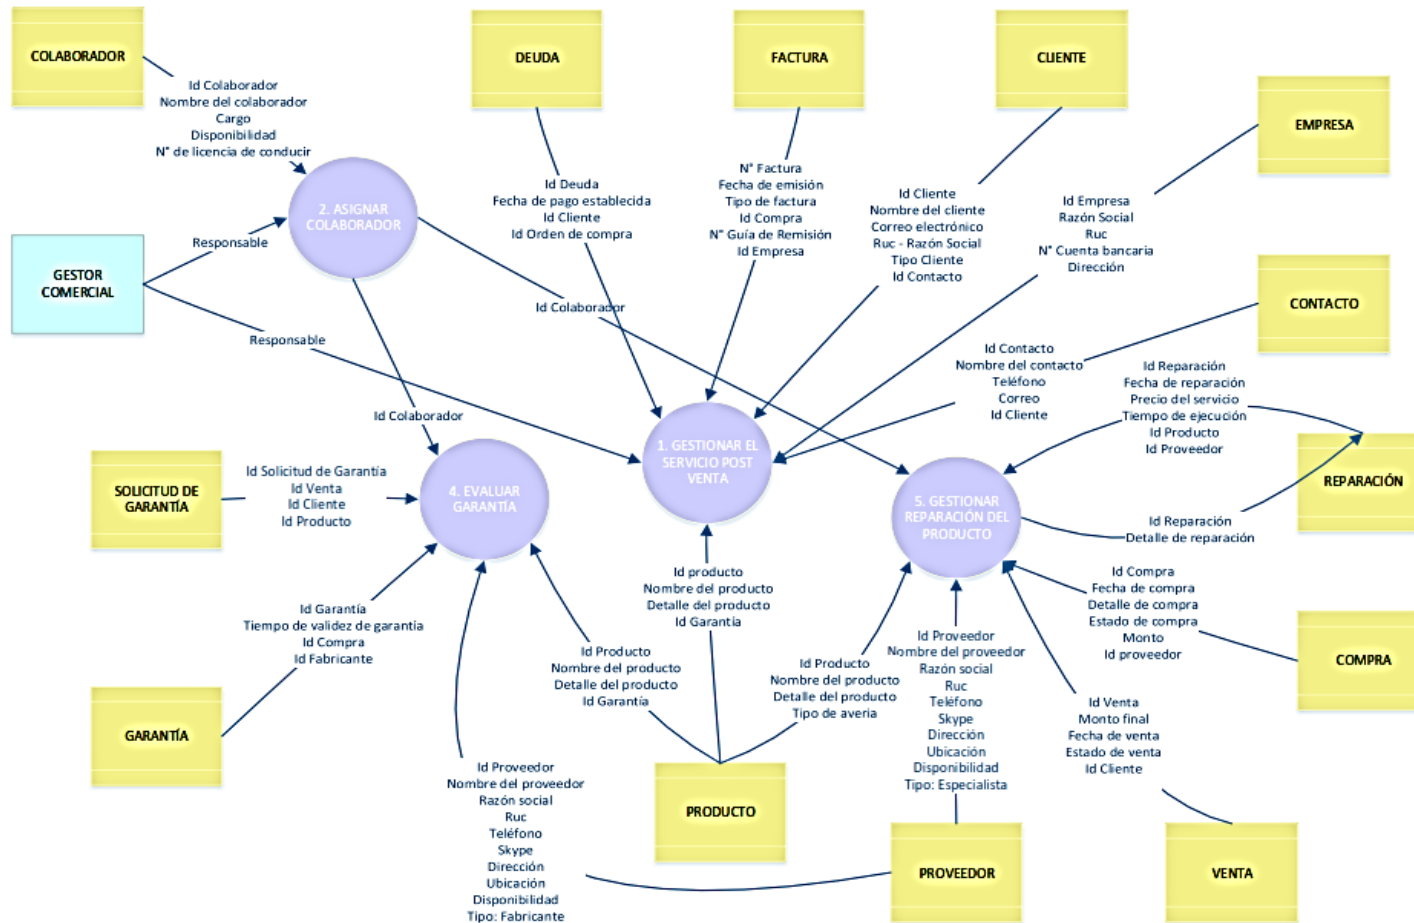 COLABORADOR
DEUDA
FACTURA
CLIENTE
EMPRESA
Id Colaborador
Nombre del colaborador
Cargo
Disponibilidad
N° de licencia de conducir
Id Deuda
Fecha de pago establecida
Id Cliente
Id Orden de compra
N° Factura
Fecha de emisión
Tipo de factura
Id Compra
N° Guía de Remisión
Id Empresa
Id Cliente
Nombre del cliente
Correo electrónico
Ruc - Razón Social
Tipo Cliente
Id Contacto
Id Empresa
Razón Social
Ruc
N° Cuenta bancaria
Dirección
2. ASIGNAR
COLABORADOR
Responsable
GESTOR
COMERCIAL
Responsable
Id Colaborador
CONTACTO
Id Contacto
Nombre del contacto
Teléfono
Correo
Id Cliente
Id Reparación
Fecha de reparación
Precio del servicio
Tiempo de ejecución
Id Producto
Id Proveedor
Id Colaborador
1. GESTIONAR EL
SERVICIO POST
VENTA
SOLICITUD DE
GARANTÍA
Id Solicitud de Garantía
Id Venta
Id Cliente
Id Producto
4. EVALUAR
GARANTÍA
5. GESTIONAR
REPARACIÓN DEL
PRODUCTO
REPARACIÓN
Id Reparación
Detalle de reparación
Id producto
Nombre del producto
Detalle del producto
Id Garantía
Id Compra
Fecha de compra
Detalle de compra
Estado de compra
Monto
Id proveedor
COMPRA
Id Garantía
Tiempo de validez de garantía
Id Compra
Id Fabricante
GARANTÍA
Id Producto
Nombre del producto
Detalle del producto
Id Garantía
Id Producto
Nombre del producto
Detalle del producto
Tipo de averia
Id Proveedor
Nombre del proveedor
Razón social
Ruc
Teléfono
Skype
Dirección
Ubicación
Disponibilidad
Tipo: Especialista
Id Venta
Monto final
Fecha de venta
Estado de venta
Id Cliente
Id Proveedor
Nombre del proveedor
Razón social
Ruc
Teléfono
Skype
Dirección
Ubicación
Disponibilidad
Tipo: Fabricante
PRODUCTO
PROVEEDOR
VENTA